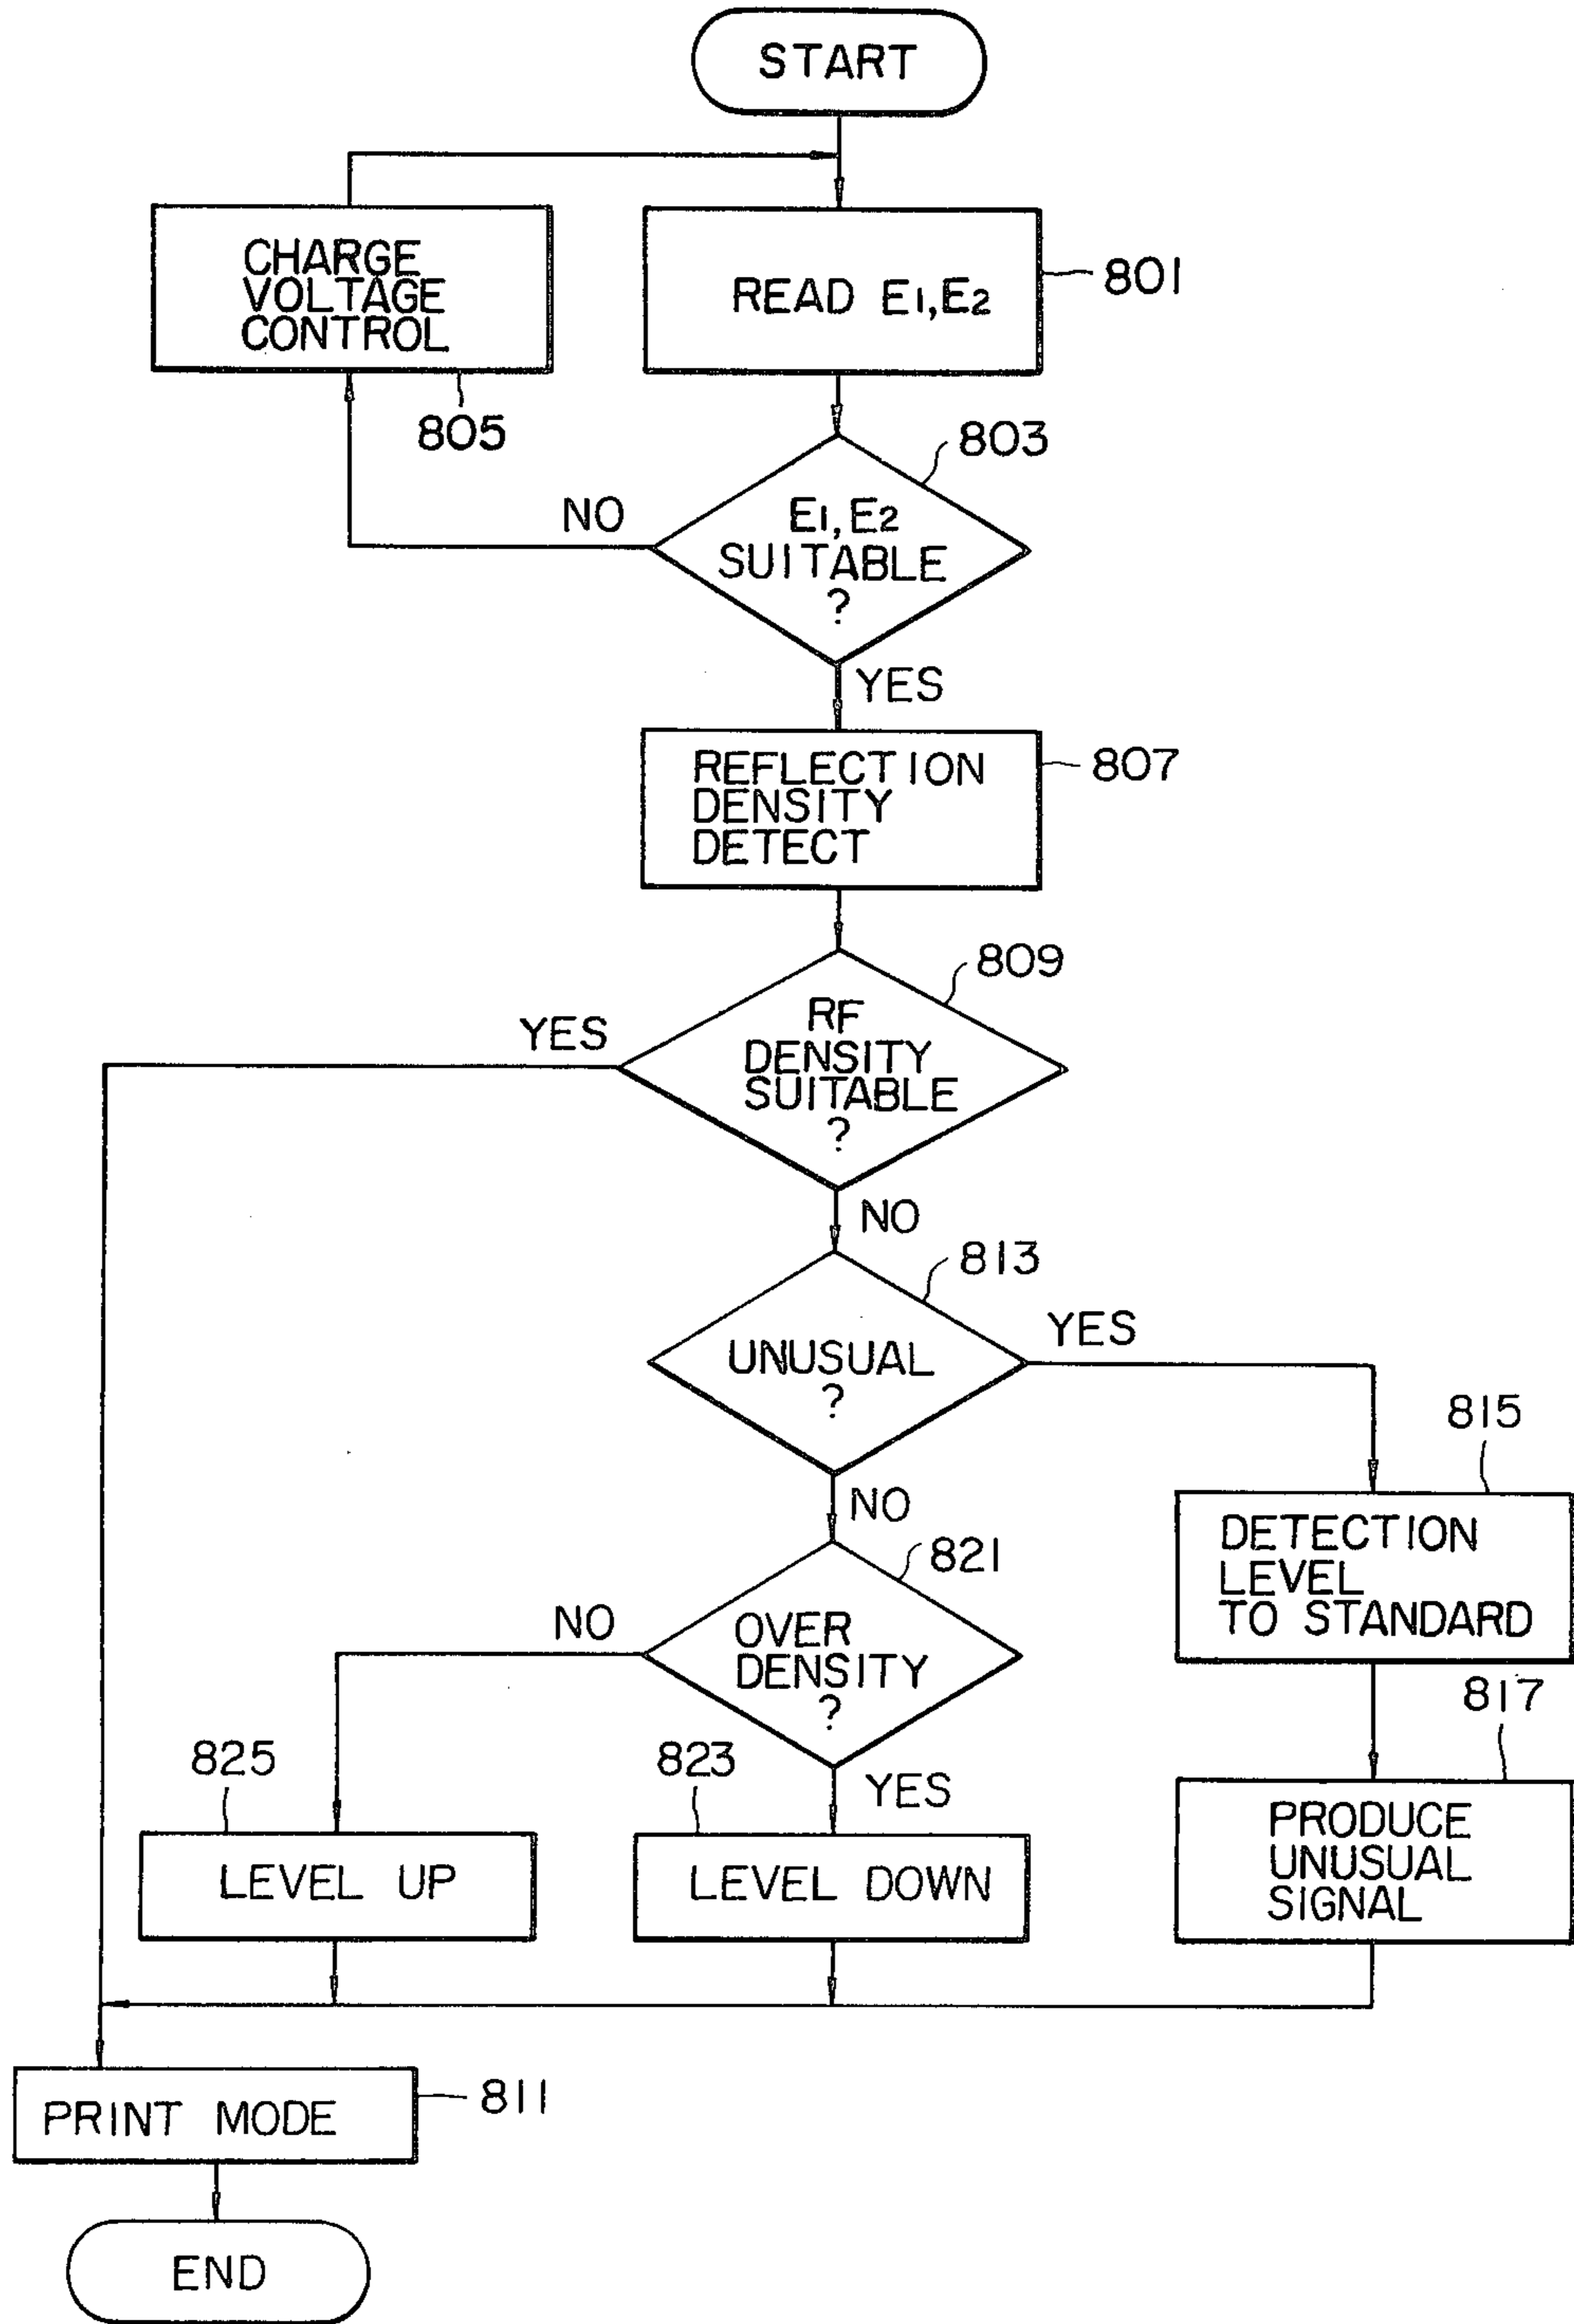 START
CHARGE
VOLTAGE
CONTROL
805
READ E1,E2
801
803
E1,E2
SUITABLE
?
NO
YES
REFLECTION
DENSITY
DETECT
807
809
RF
DENSITY
SUITABLE
?
YES
NO
813
UNUSUAL
?
YES
NO
815
DETECTION
LEVEL
TO STANDARD
821
OVER
DENSITY
?
NO
YES
817
PRODUCE
UNUSUAL
SIGNAL
825
LEVEL UP
823
LEVEL DOWN
PRINT MODE
811
END